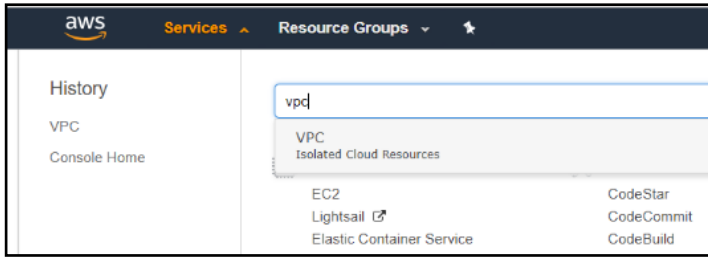 aws Services Resource Groups
History
VPC
Console Home
vpc
VPC
Isolated Cloud Resources
EC2 CodeStar
Lightsail CodeCommit
Elastic Container Service CodeBuild